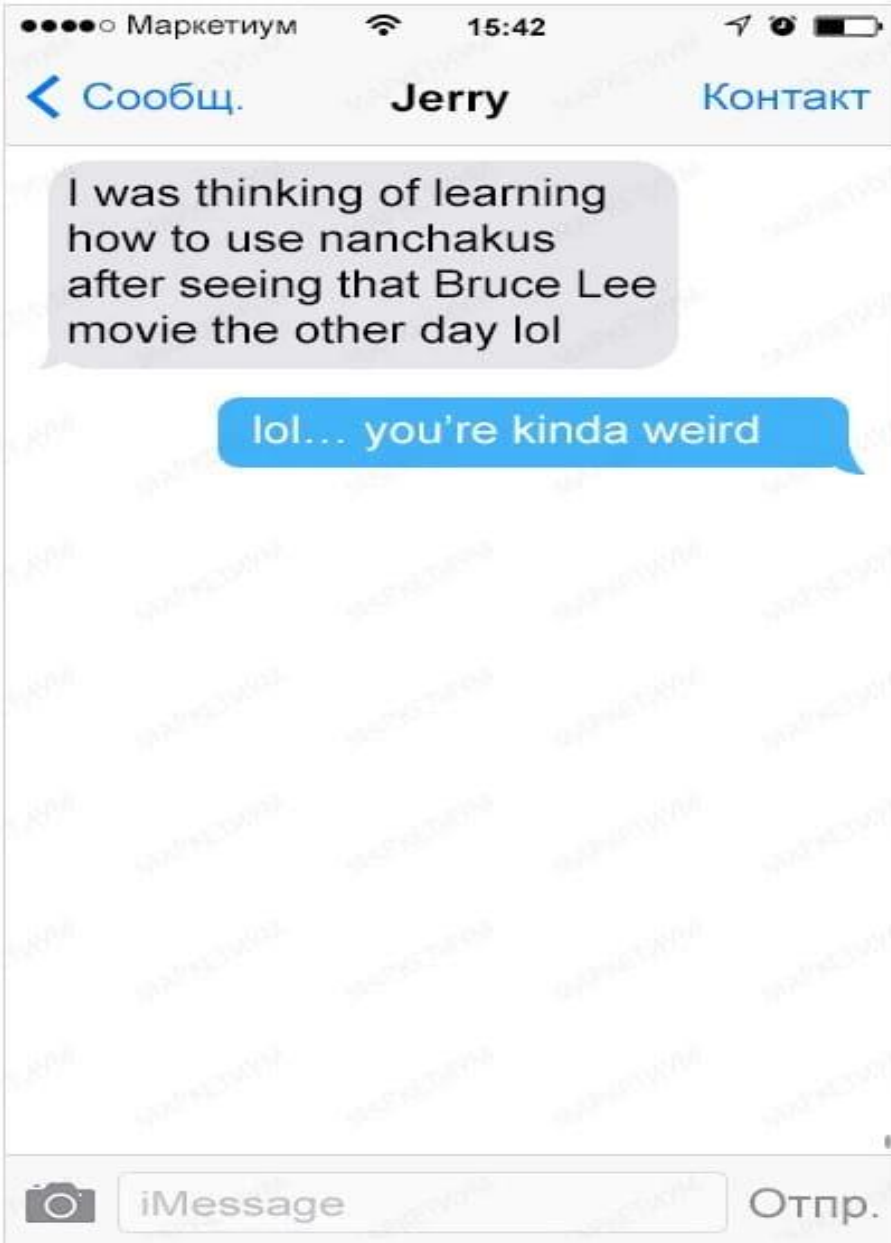 Маркетиум 15:42
Сообщ. Jerry Контакт
I was thinking of learning
how to use nanchakus
after seeing that Bruce Lee
movie the other day lol
lol... you're kinda weird
iMessage Отпр.